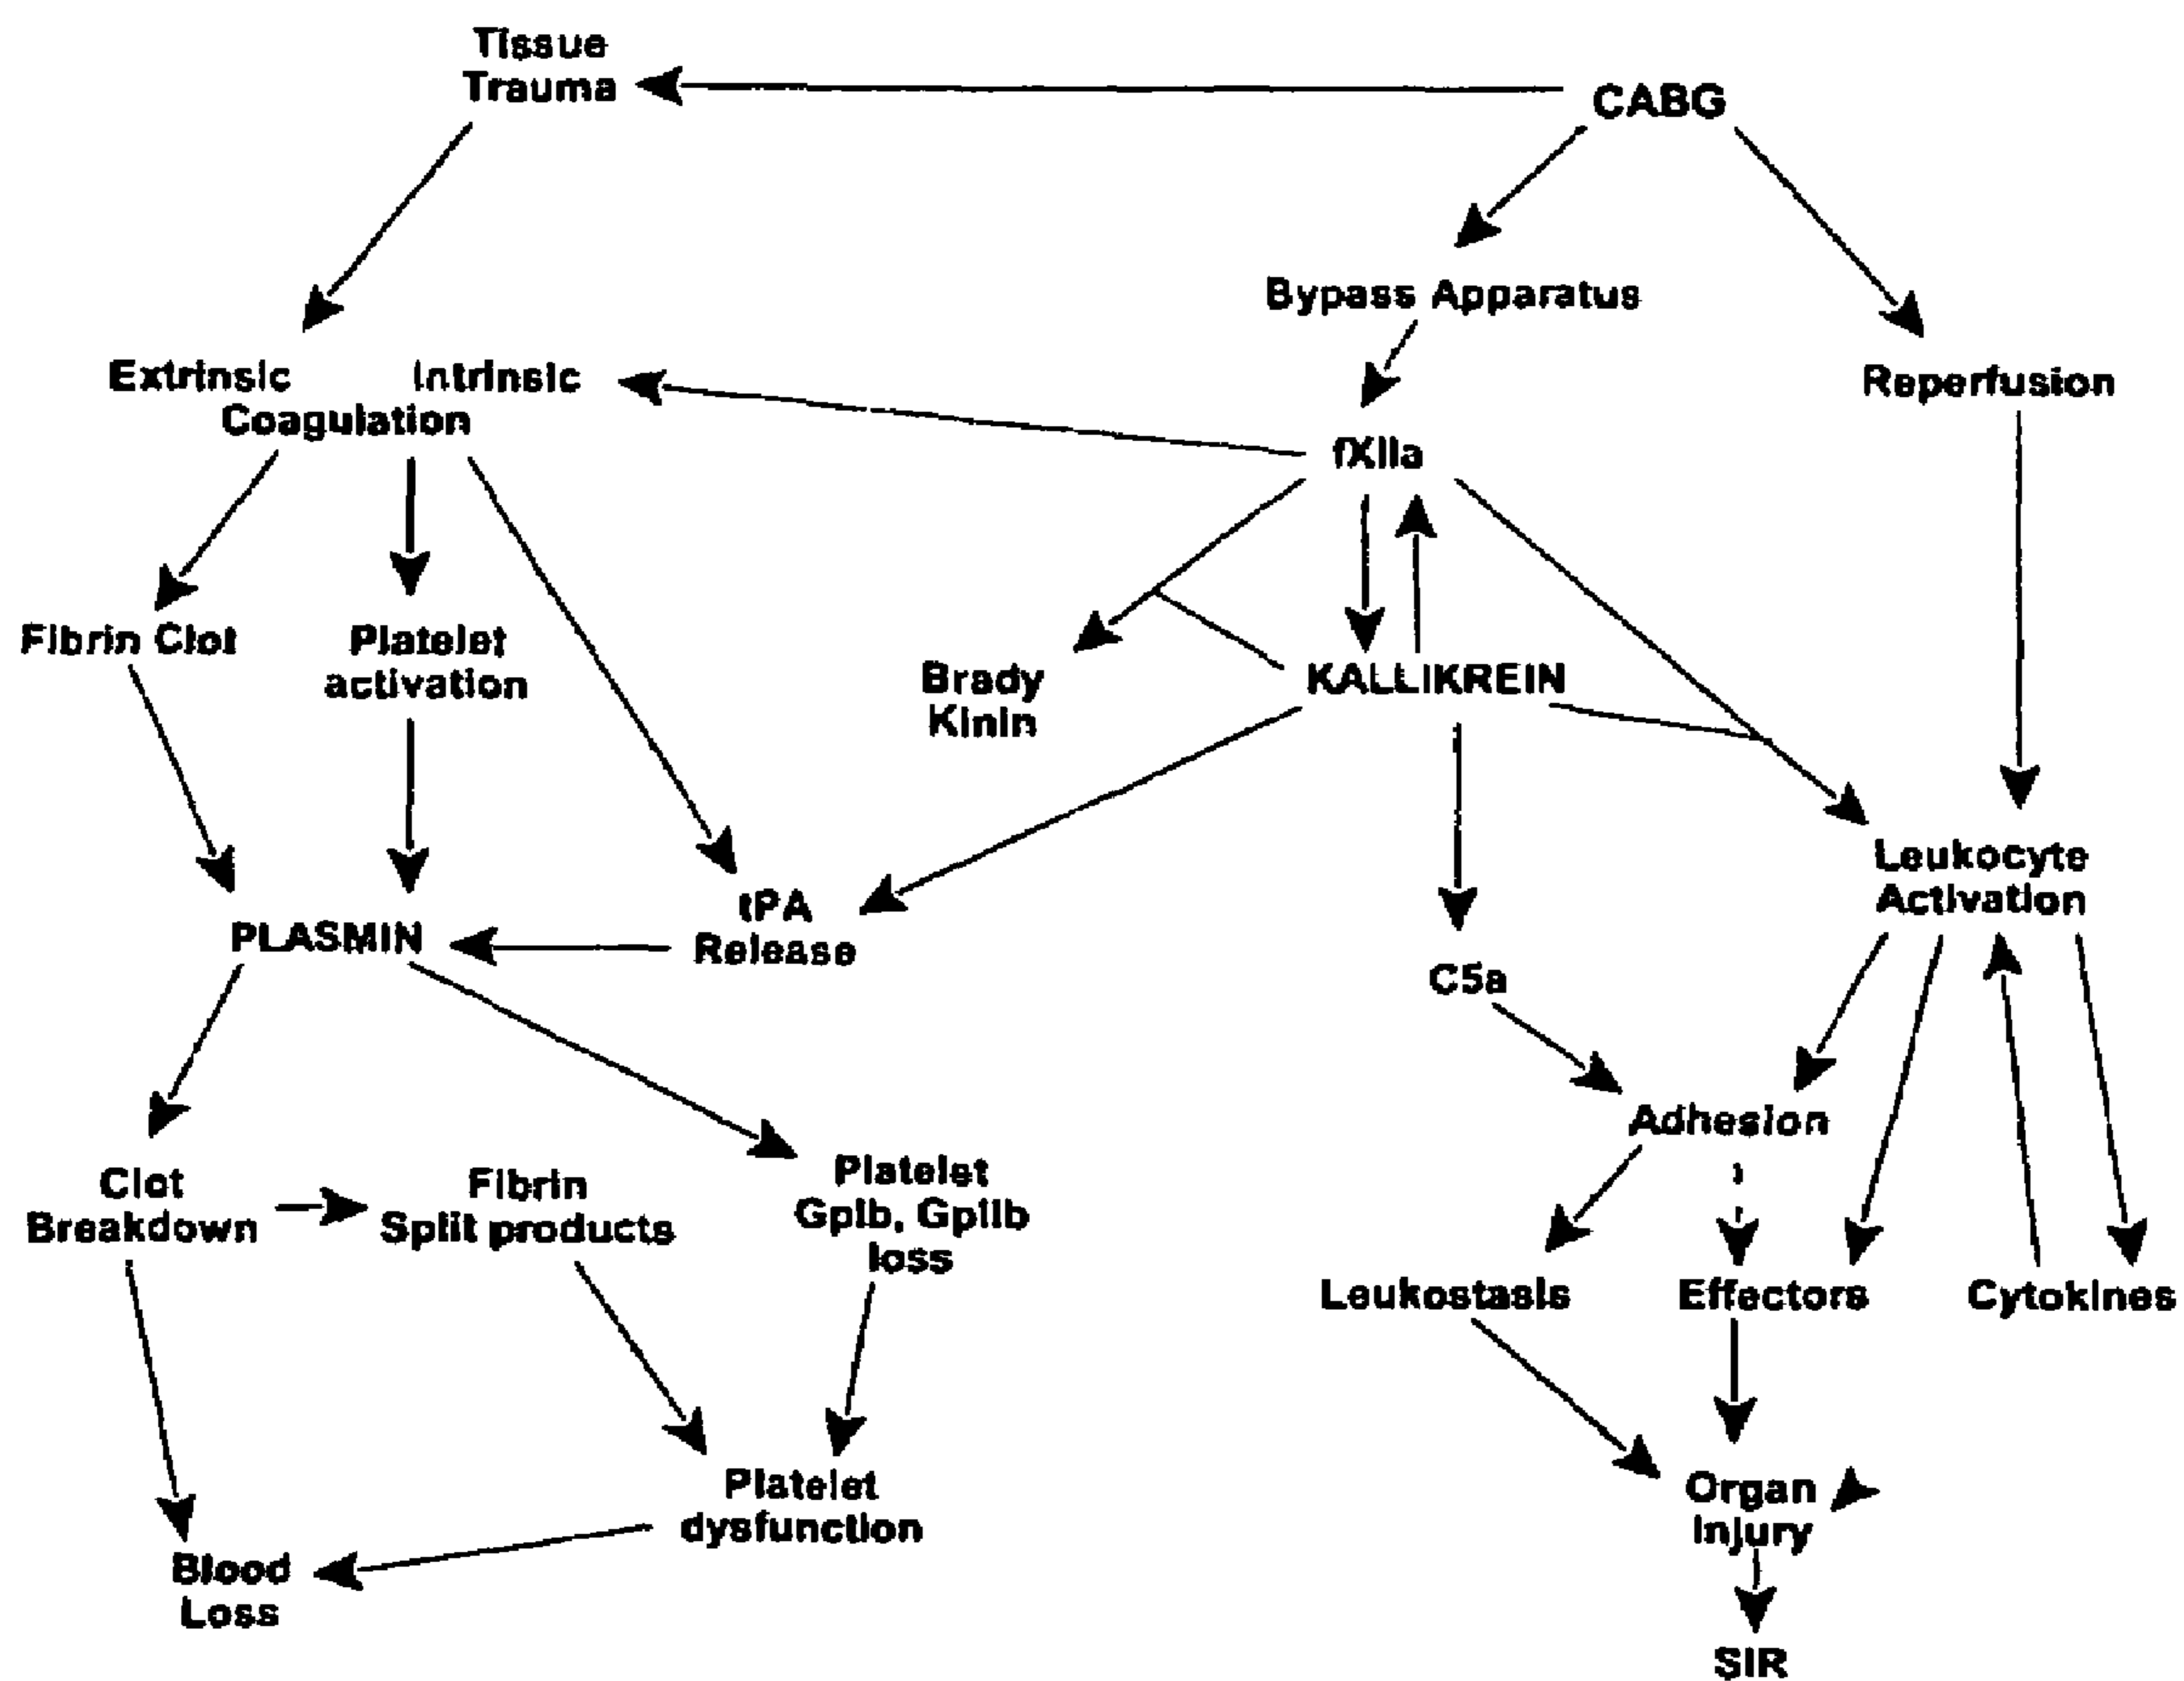 Tissue
Trauma
CABG
Bypass Apparatus
Extrinsic Intrinsic
Coagulation
Reperfusion
fXIIa
Fibrin Clot
Platelet
activation
Brady
Kinin
KALLIKREIN
Leukocyte
Activation
tPA
Release
PLASMIN
C5a
Adhesion
Clot
Breakdown
Fibrin
Split products
Platelet
GpIb, GpIIb
loss
Leukostasis
Effectors
Cytokines
Platelet
dysfunction
Organ
Injury
Blood
Loss
SIR